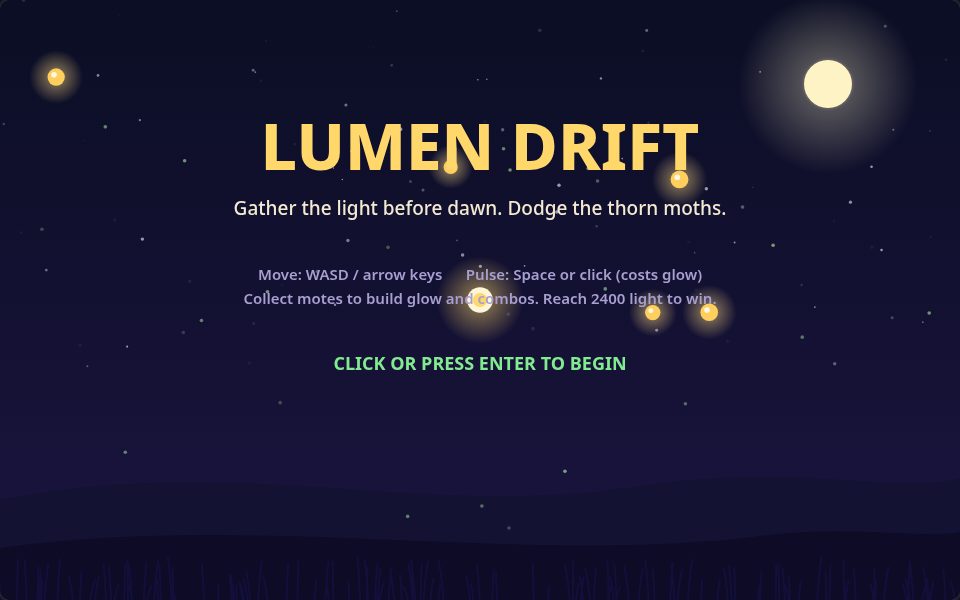 LUMEN DRIFT
Gather the light before dawn. Dodge the thorn moths.
Move: WASD / arrow keys Pulse: Space or click (costs glow)
Collect motes to build glow and combos. Reach 2400 light to win.
CLICK OR PRESS ENTER TO BEGIN